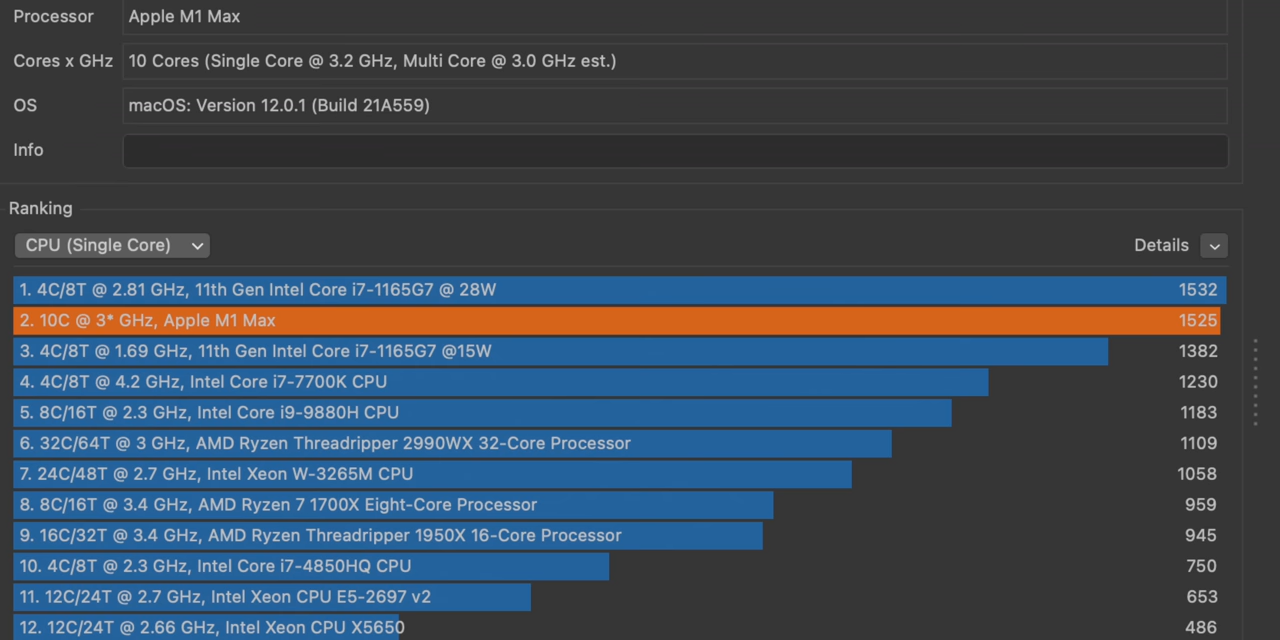 Processor Apple M1 Max
Cores x GHz 10 Cores (Single Core @ 3.2 GHz, Multi Core @ 3.0 GHz est.)
OS macOS: Version 12.0.1 (Build 21A559)
Info
Ranking
CPU (Single Core) Details
1. 4C/8T @ 2.81 GHz, 11th Gen Intel Core i7-1165G7 @ 28W 1532
2. 10C @ 3* GHz, Apple M1 Max 1525
3. 4C/8T @ 1.69 GHz, 11th Gen Intel Core i7-1165G7 @15W 1382
4. 4C/8T @ 4.2 GHz, Intel Core i7-7700K CPU 1230
5. 8C/16T @ 2.3 GHz, Intel Core i9-9880H CPU 1183
6. 32C/64T @ 3 GHz, AMD Ryzen Threadripper 2990WX 32-Core Processor 1109
7. 24C/48T @ 2.7 GHz, Intel Xeon W-3265M CPU 1058
8. 8C/16T @ 3.4 GHz, AMD Ryzen 7 1700X Eight-Core Processor 959
9. 16C/32T @ 3.4 GHz, AMD Ryzen Threadripper 1950X 16-Core Processor 945
10. 4C/8T @ 2.3 GHz, Intel Core i7-4850HQ CPU 750
11. 12C/24T @ 2.7 GHz, Intel Xeon CPU E5-2697 v2 653
12. 12C/24T @ 2.66 GHz, Intel Xeon CPU X5650 486